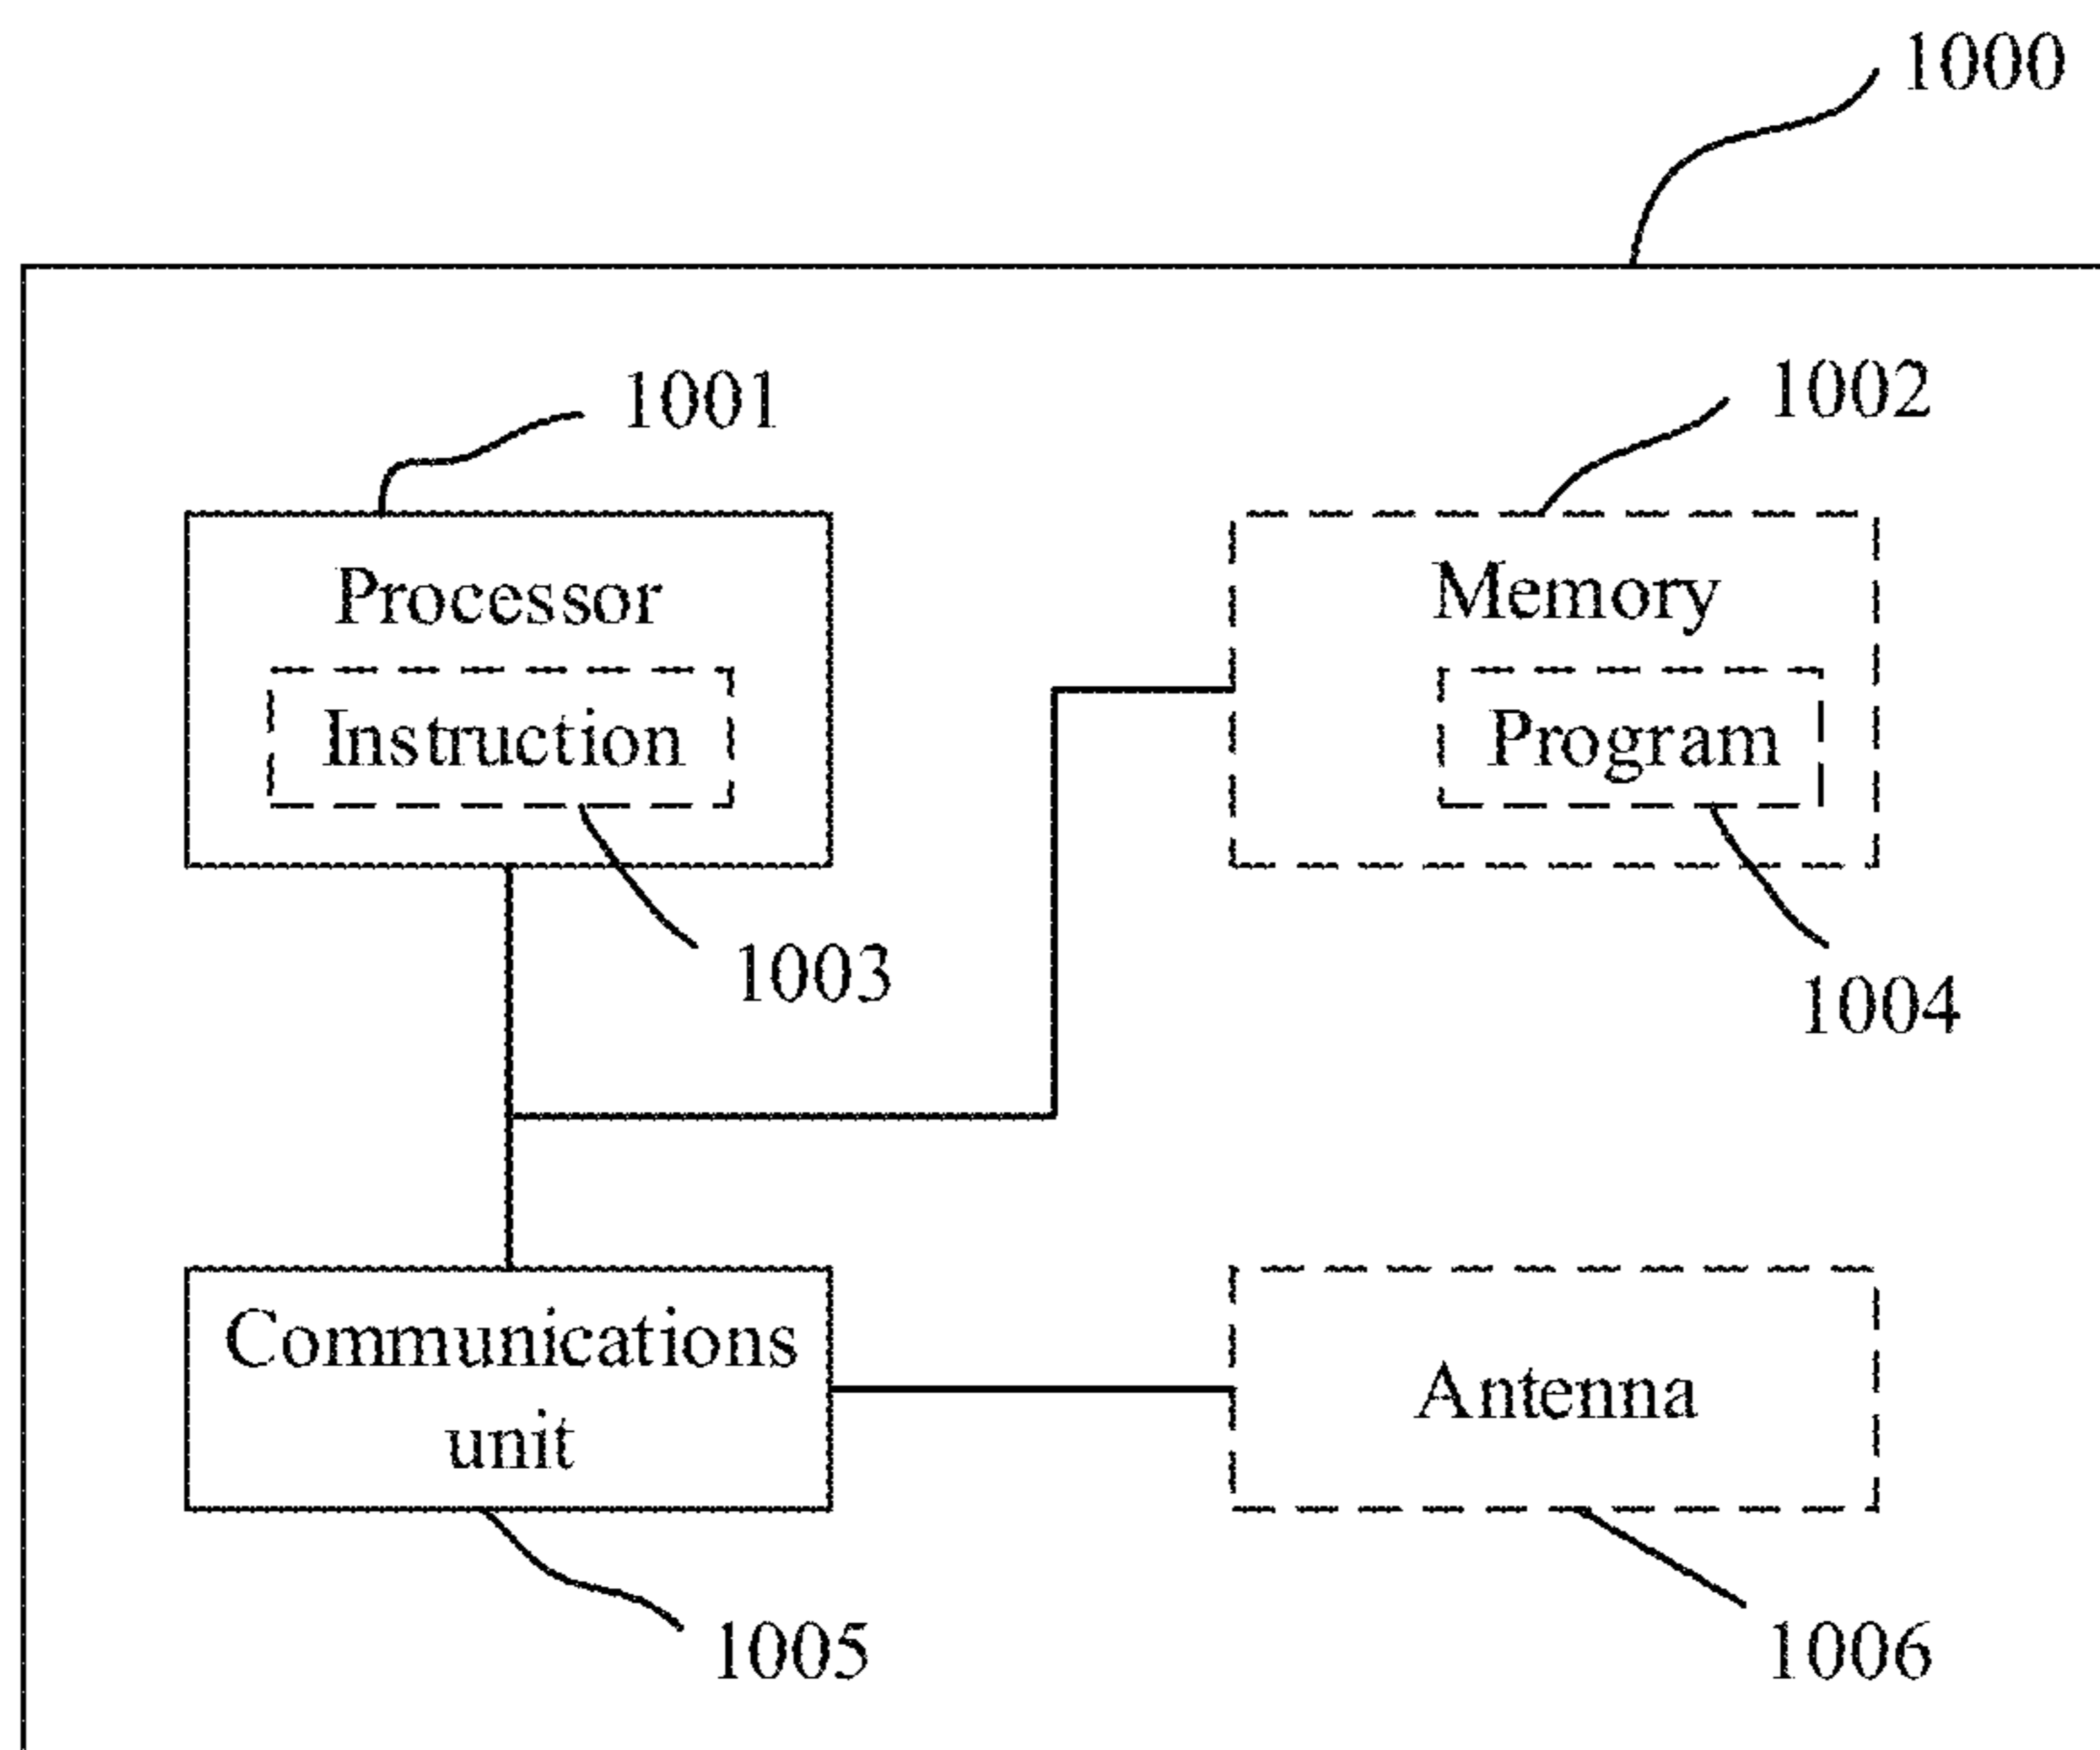 1000
1001
1002
Processor
Memory
Instruction
Program
1003
1004
Communications
unit
Antenna
1005
1006